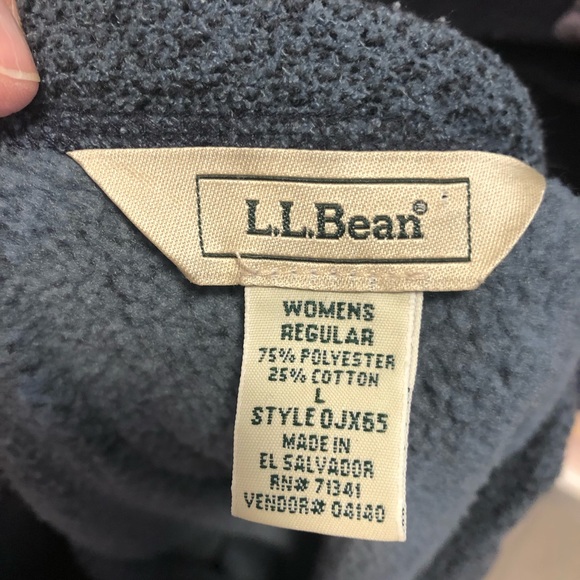 L.L.Bean®
WOMENS
REGULAR
75% POLYESTER
25% COTTON
L
STYLE 0JX65
MADE IN
EL SALVADOR
RN# 71341
VENDOR# 04140